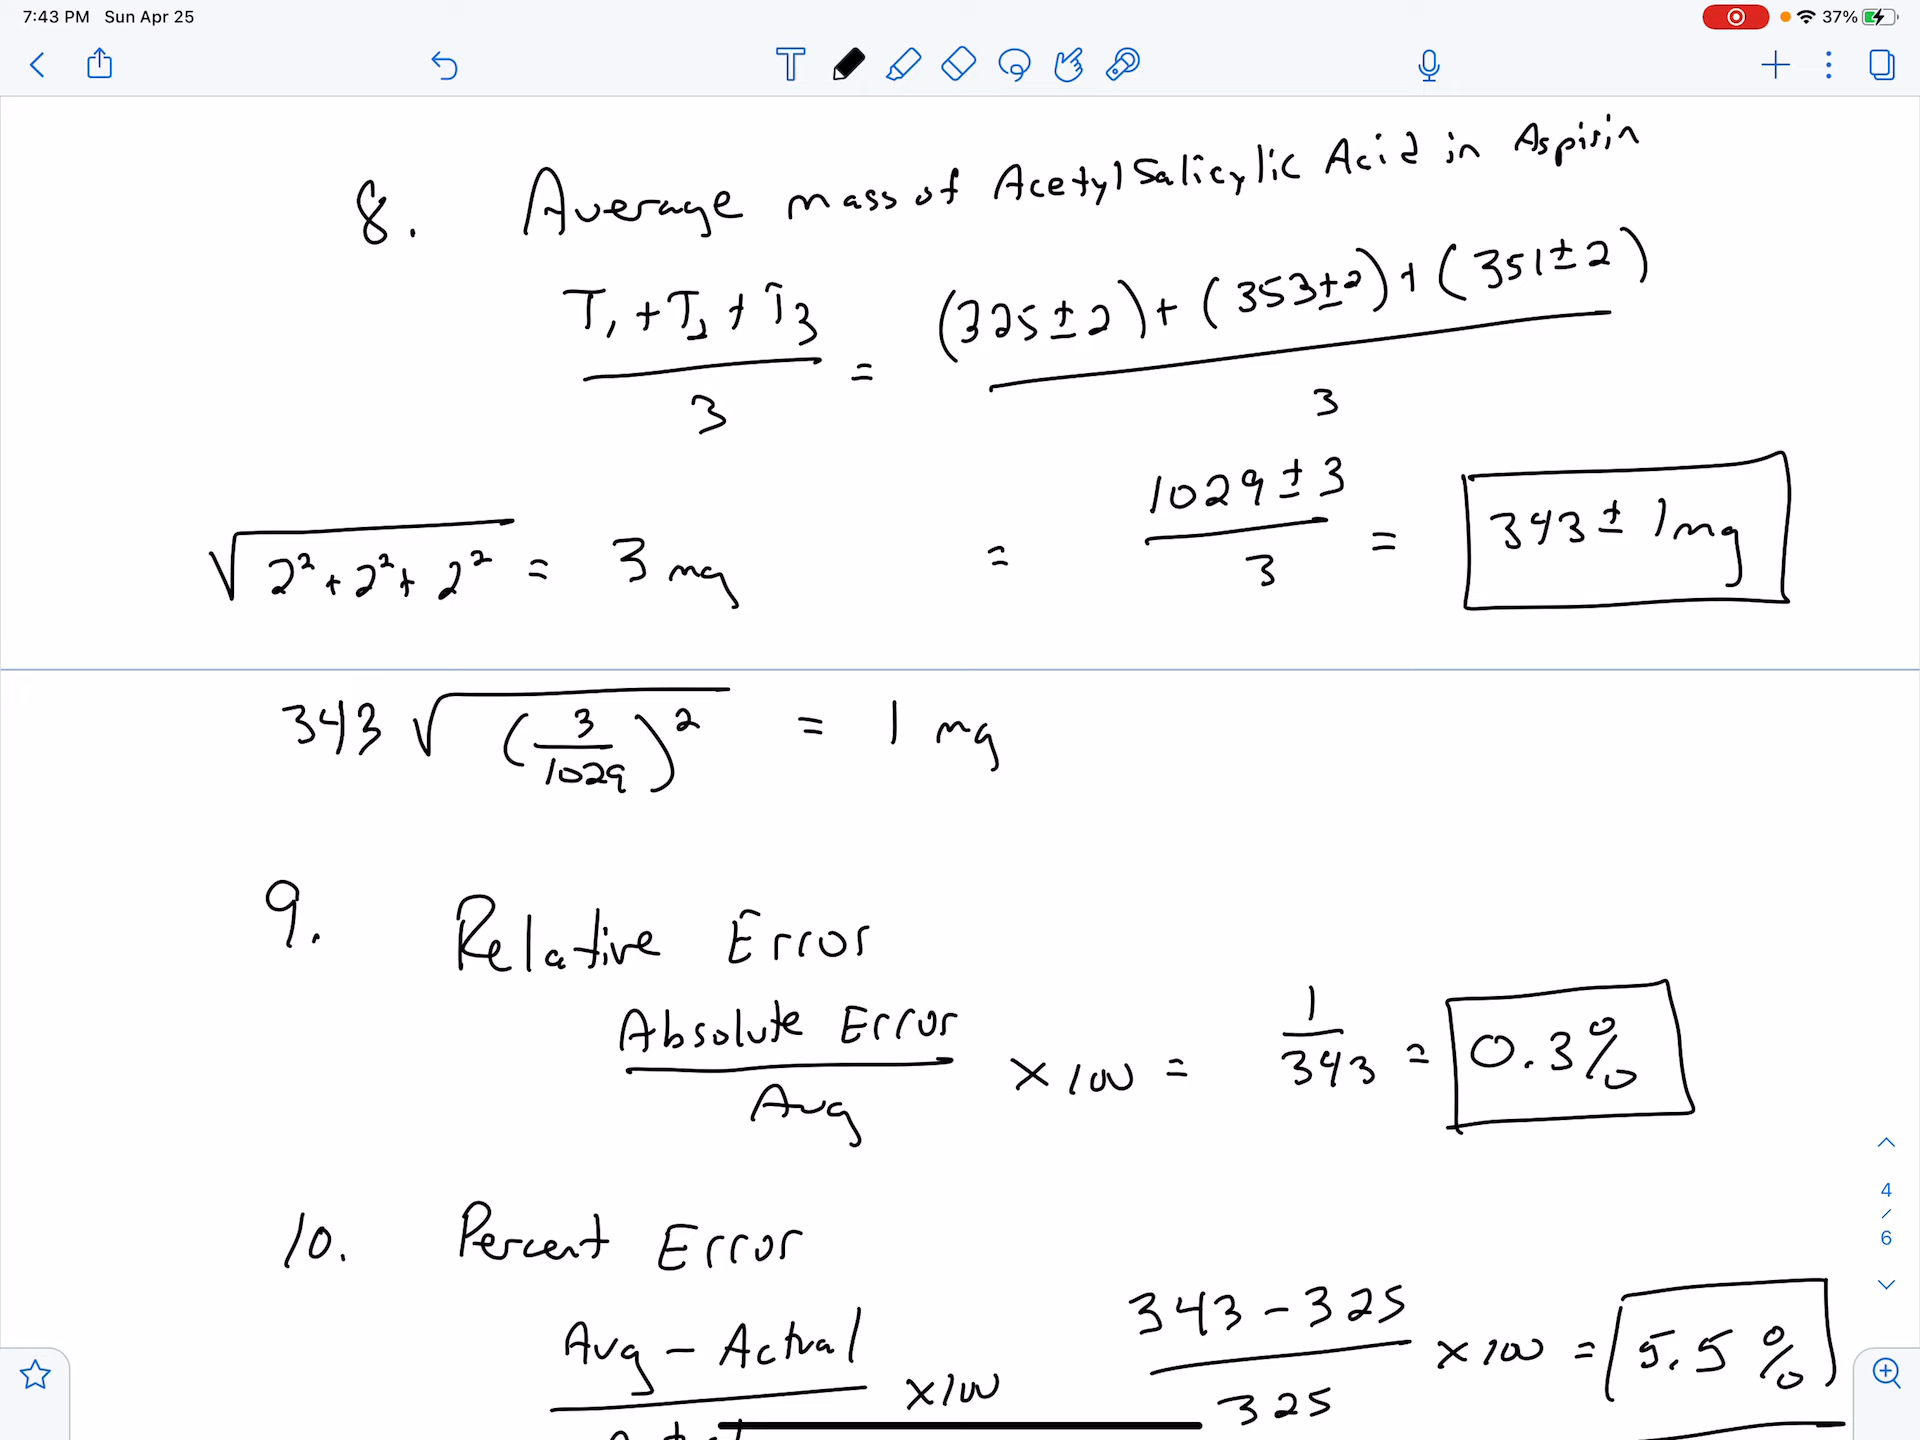 7:43 PM Sun Apr 25
37%
8. Average mass of Acetylsalicylic Acid in Aspirin
T₁ + T₂ + T₃ / 3 = (325 ± 2) + (353 ± 2) + (351 ± 2) / 3
√(2² + 2² + 2²) = 3 mg
= 1029 ± 3 / 3 = 343 ± 1 mg
343 √(3/1029)² = 1 mg
9. Relative Error
Absolute Error / Avg × 100 = 1/343 = 0.3%
10. Percent Error
Avg – Actual × 100
343 – 325 / 325 × 100 = 5.5%
4 / 6